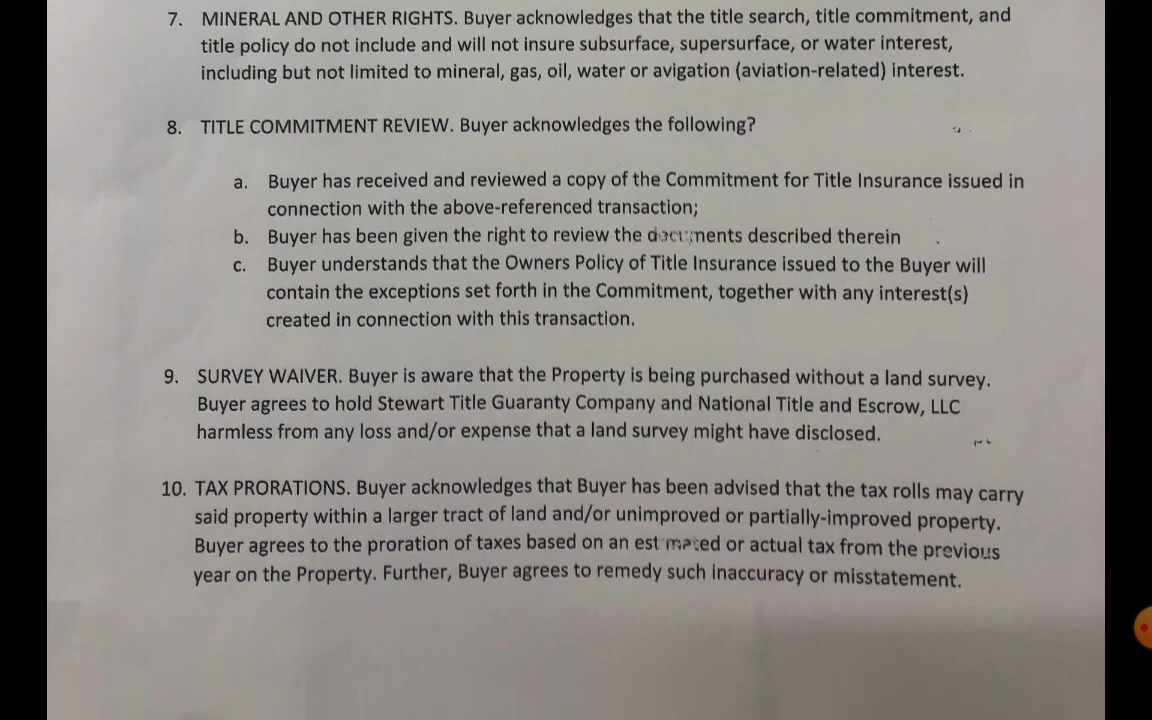 7. MINERAL AND OTHER RIGHTS. Buyer acknowledges that the title search, title commitment, and
title policy do not include and will not insure subsurface, supersurface, or water interest,
including but not limited to mineral, gas, oil, water or avigation (aviation-related) interest.
8. TITLE COMMITMENT REVIEW. Buyer acknowledges the following?
a. Buyer has received and reviewed a copy of the Commitment for Title Insurance issued in
connection with the above-referenced transaction;
b. Buyer has been given the right to review the documents described therein
c. Buyer understands that the Owners Policy of Title Insurance issued to the Buyer will
contain the exceptions set forth in the Commitment, together with any interest(s)
created in connection with this transaction.
9. SURVEY WAIVER. Buyer is aware that the Property is being purchased without a land survey.
Buyer agrees to hold Stewart Title Guaranty Company and National Title and Escrow, LLC
harmless from any loss and/or expense that a land survey might have disclosed.
10. TAX PRORATIONS. Buyer acknowledges that Buyer has been advised that the tax rolls may carry
said property within a larger tract of land and/or unimproved or partially-improved property.
Buyer agrees to the proration of taxes based on an estimated or actual tax from the previous
year on the Property. Further, Buyer agrees to remedy such inaccuracy or misstatement.